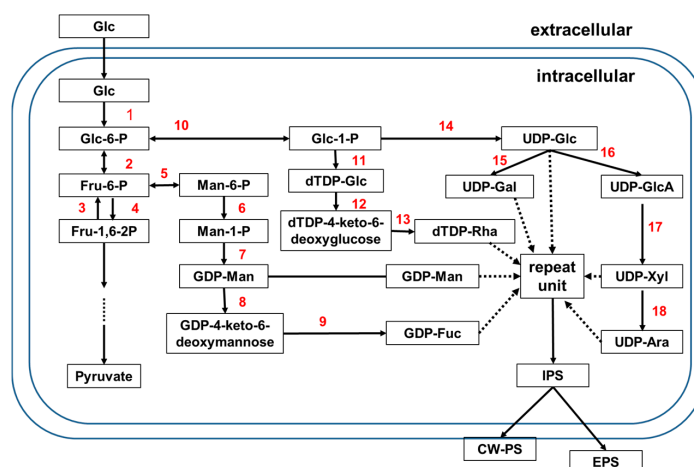 Glc
extracellular
intracellular
Glc
1
Glc-6-P
10
Glc-1-P
14
UDP-Glc
2
11
15
16
5
Fru-6-P
Man-6-P
dTDP-Glc
UDP-Gal
UDP-GlcA
3
4
6
12
Fru-1,6-2P
Man-1-P
dTDP-4-keto-6-
deoxyglucose
13
dTDP-Rha
17
7
GDP-Man
GDP-Man
repeat
unit
UDP-Xyl
8
18
GDP-4-keto-6-
deoxymannose
9
GDP-Fuc
UDP-Ara
Pyruvate
IPS
CW-PS
EPS